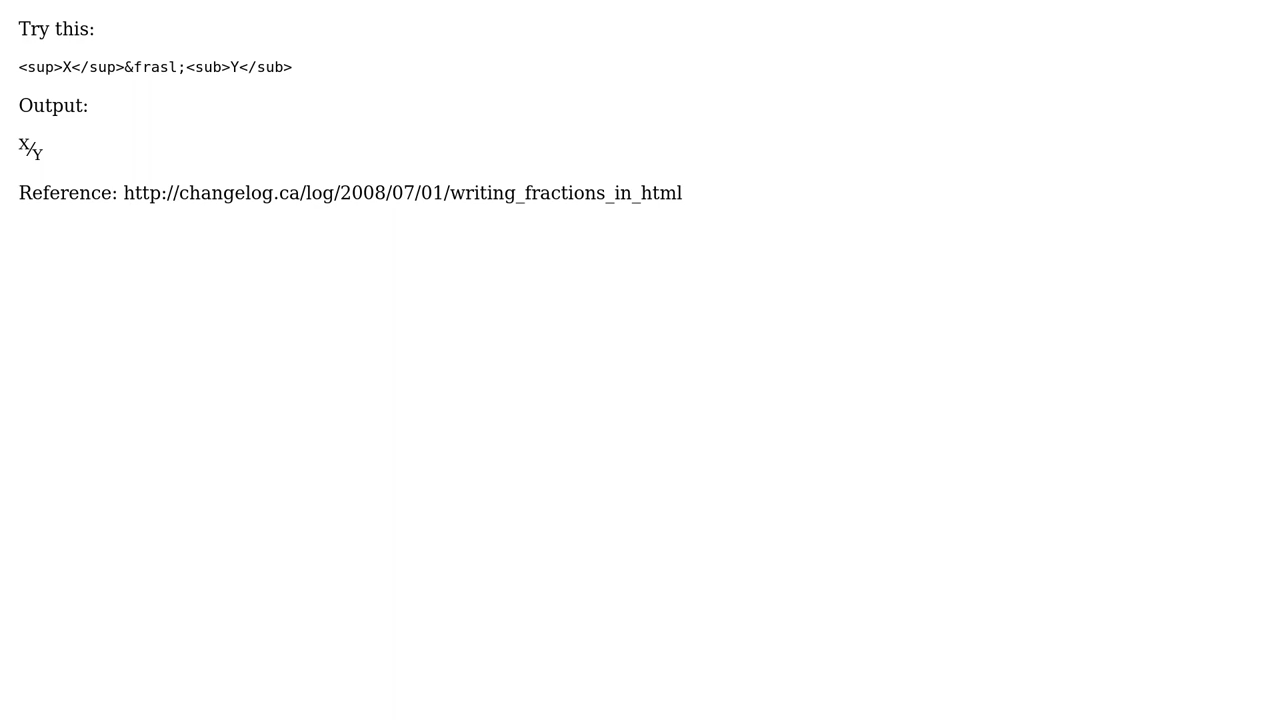 Try this:
<sup>X</sup>&frasl;<sub>Y</sub>
Output:
X⁄Y
Reference: http://changelog.ca/log/2008/07/01/writing_fractions_in_html